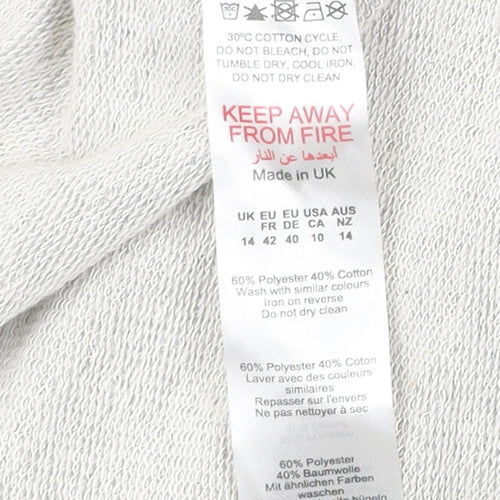 30°C COTTON CYCLE,
DO NOT BLEACH, DO NOT
TUMBLE DRY, COOL IRON.
DO NOT DRY CLEAN
KEEP AWAY
FROM FIRE
أبعدها عن النار
Made in UK
UK EU EU USA AUS
FR DE CA NZ
14 42 40 10 14
60% Polyester 40% Cotton
Wash with similar colours
Iron on reverse
Do not dry clean
60% Polyester 40% Coton
Laver avec des couleurs
similaires
Repasser sur l'envers
Ne pas nettoyer à sec
60% Polyester
40% Baumwolle
Mit ähnlichen Farben
waschen